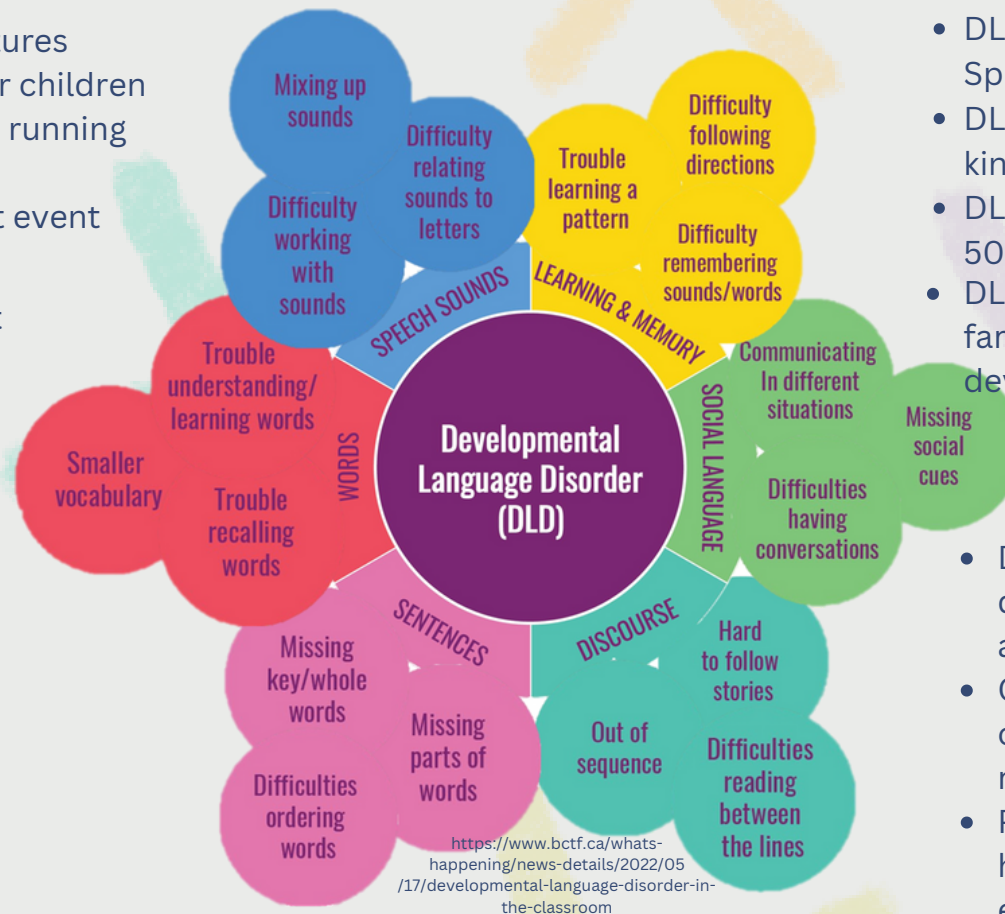 r children
running
event
DL
Sp
DL
DL
50
DL
Mixing up
sounds
Difficulty
relating
sounds to
letters
Difficulty
working
with
sounds
SPEECH SOUNDS
Trouble
learning a
pattern
Difficulty
following
directions
Difficulty
remembering
sounds/words
LEARNING & MEMORY
Communicating
In different
situations
Missing
social
cues
Difficulties
having
conversations
SOCIAL LANGUAGE
Trouble
understanding/
learning words
Smaller
vocabulary
Trouble
recalling
words
WORDS
Developmental
Language Disorder
(DLD)
SENTENCES
Missing
key/whole
words
Missing
parts of
words
Difficulties
ordering
words
DISCOURSE
Hard
to follow
stories
Out of
sequence
Difficulties
reading
between
the lines
https://www.bctf.ca/whats-
happening/news-details/2022/05
/17/developmental-language-disorder-in-
the-classroom